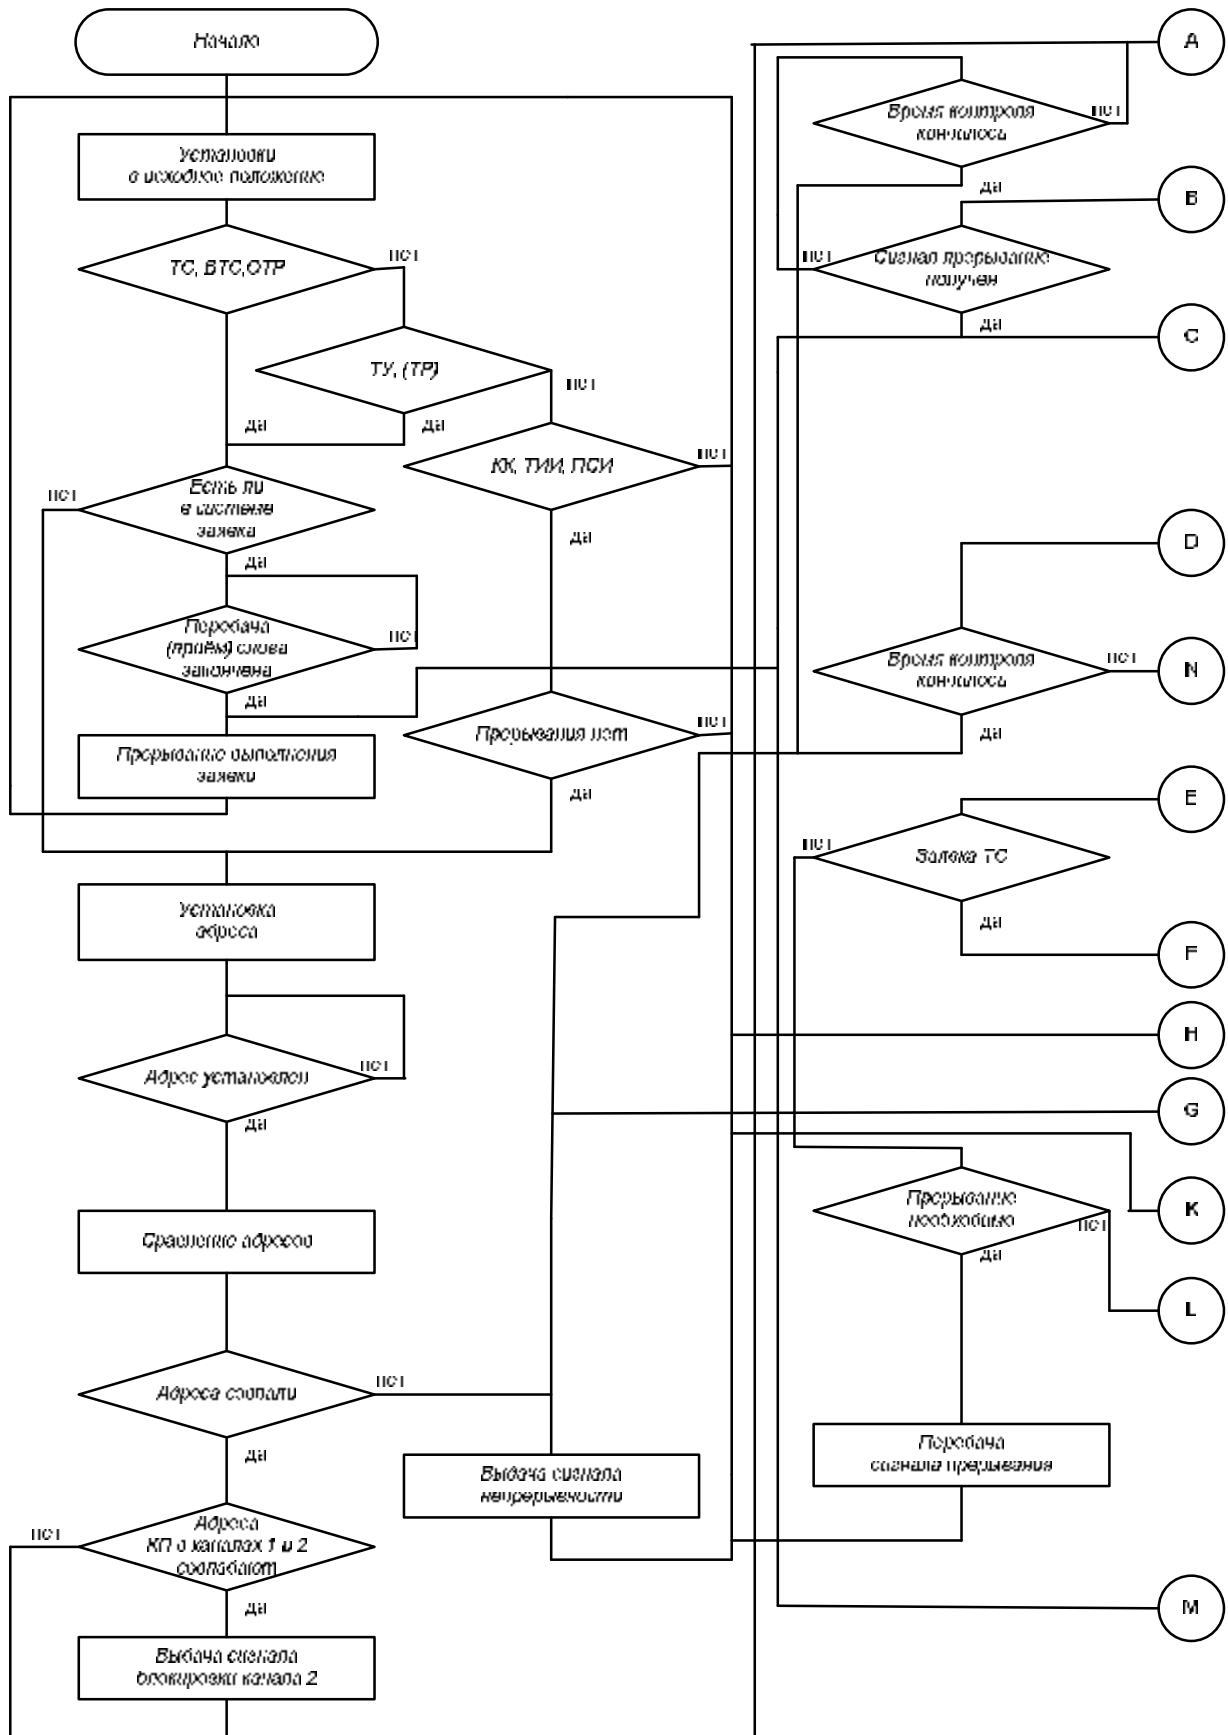 Начало
Установки
в исходное положение
ТС, ВТС,ОТР
нет
ТУ, (ТР)
нет
да
да
КК, ТИИ, ПСИ
нет
да
Есть ли
в системе
заявка
нет
да
Передача
(приём) слова
закончена
нет
да
Прерывание выполнения
заявки
Прерывания нет
нет
да
Установка
адреса
Адрес установлен
нет
да
Сравнение адресов
Адреса совпали
нет
да
Выдача сигнала
непрерывности
Адреса
КП в каналах 1 и 2
совпадают
нет
да
Выдача сигнала
блокировки канала 2
A
Время контроля
кончилось
нет
да
B
Сигнал прерывание
получен
нет
да
C
D
Время контроля
кончилось
нет
N
да
E
Заявка ТС
нет
да
F
H
G
Прерывание
необходимо
нет
да
K
L
Передача
сигнала прерывания
M